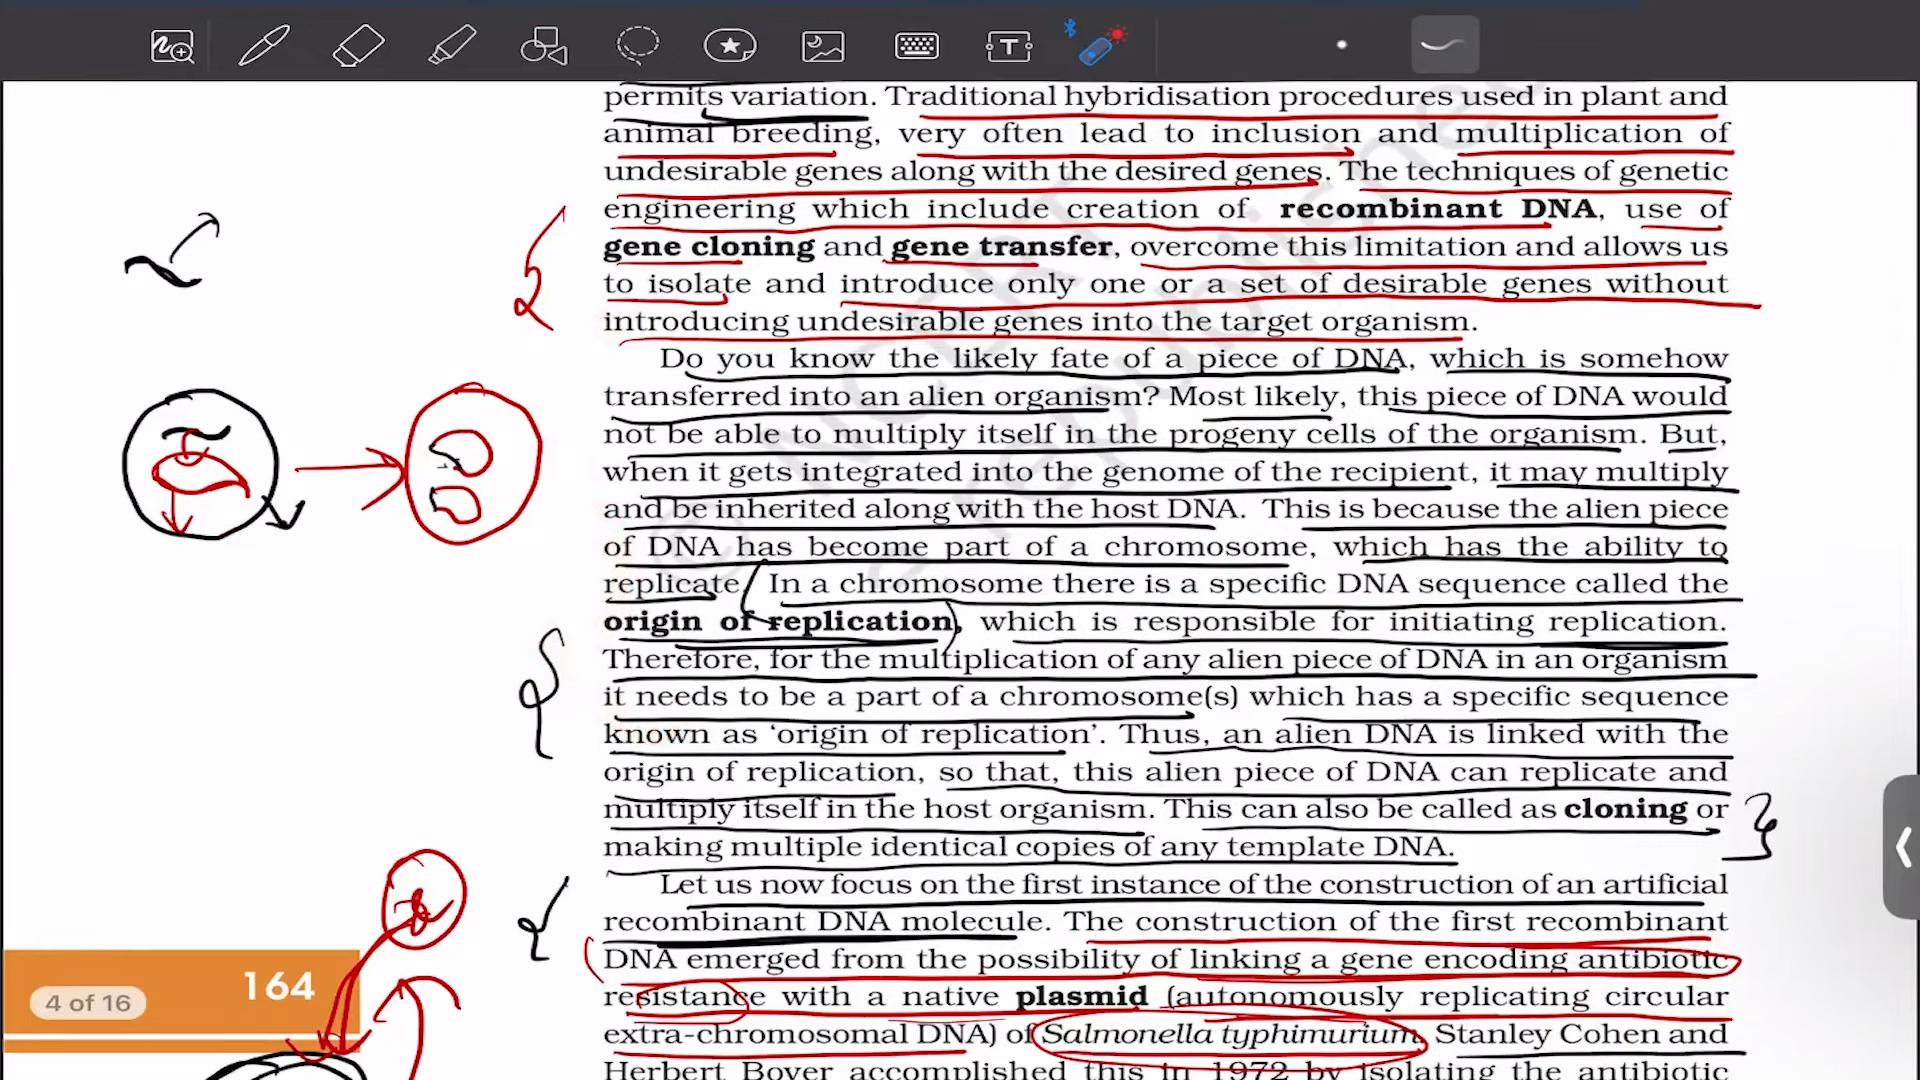 permits variation. Traditional hybridisation procedures used in plant and
animal breeding, very often lead to inclusion and multiplication of
undesirable genes along with the desired genes. The techniques of genetic
engineering which include creation of recombinant DNA, use of
gene cloning and gene transfer, overcome this limitation and allows us
to isolate and introduce only one or a set of desirable genes without
introducing undesirable genes into the target organism.
Do you know the likely fate of a piece of DNA, which is somehow
transferred into an alien organism? Most likely, this piece of DNA would
not be able to multiply itself in the progeny cells of the organism. But,
when it gets integrated into the genome of the recipient, it may multiply
and be inherited along with the host DNA. This is because the alien piece
of DNA has become part of a chromosome, which has the ability to
replicate. In a chromosome there is a specific DNA sequence called the
origin of replication, which is responsible for initiating replication.
Therefore, for the multiplication of any alien piece of DNA in an organism
it needs to be a part of a chromosome(s) which has a specific sequence
known as ‘origin of replication’. Thus, an alien DNA is linked with the
origin of replication, so that, this alien piece of DNA can replicate and
multiply itself in the host organism. This can also be called as cloning or
making multiple identical copies of any template DNA.
Let us now focus on the first instance of the construction of an artificial
recombinant DNA molecule. The construction of the first recombinant
DNA emerged from the possibility of linking a gene encoding antibiotic
resistance with a native plasmid (autonomously replicating circular
extra-chromosomal DNA) of Salmonella typhimurium. Stanley Cohen and
Herbert Boyer accomplished this in 1972 by isolating the antibiotic
164
4 of 16